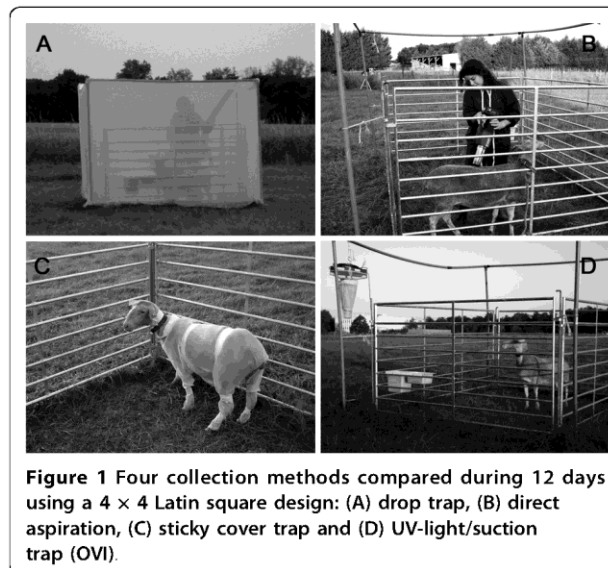 A
B
C
D
Figure 1 Four collection methods compared during 12 days
using a 4 × 4 Latin square design: (A) drop trap, (B) direct
aspiration, (C) sticky cover trap and (D) UV-light/suction
trap (OVI).